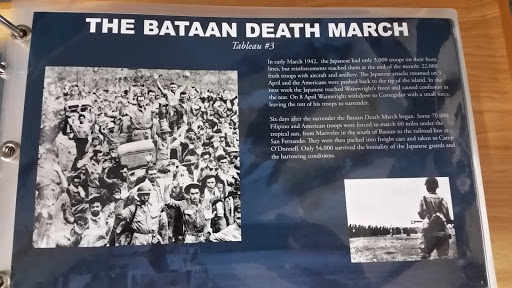 THE BATAAN DEATH MARCH
Tableau #3
In early March 1942, the Japanese had only 3,000 troops on their front
lines, but reinforcements reached them at the end of the month: 22,000
fresh troops with aircraft and artillery. The Japanese attacks resumed on 3
April and the Americans were pushed back to the tip of the island. In the
next week the Japanese reached Wainwright's front and caused confusion in
the rear. On 8 April Wainwright withdrew to Corregidor with a small force,
leaving the rest of his troops to surrender.
Six days after the surrender the Bataan Death March began. Some 70,000
Filipino and American troops were forced to march 60 miles under the
tropical sun, from Mariveles in the south of Bataan to the railroad line at
San Fernando. They were then packed into freight cars and taken to Camp
O'Donnell. Only 54,000 survived the bestiality of the Japanese guards and
the harrowing conditions.